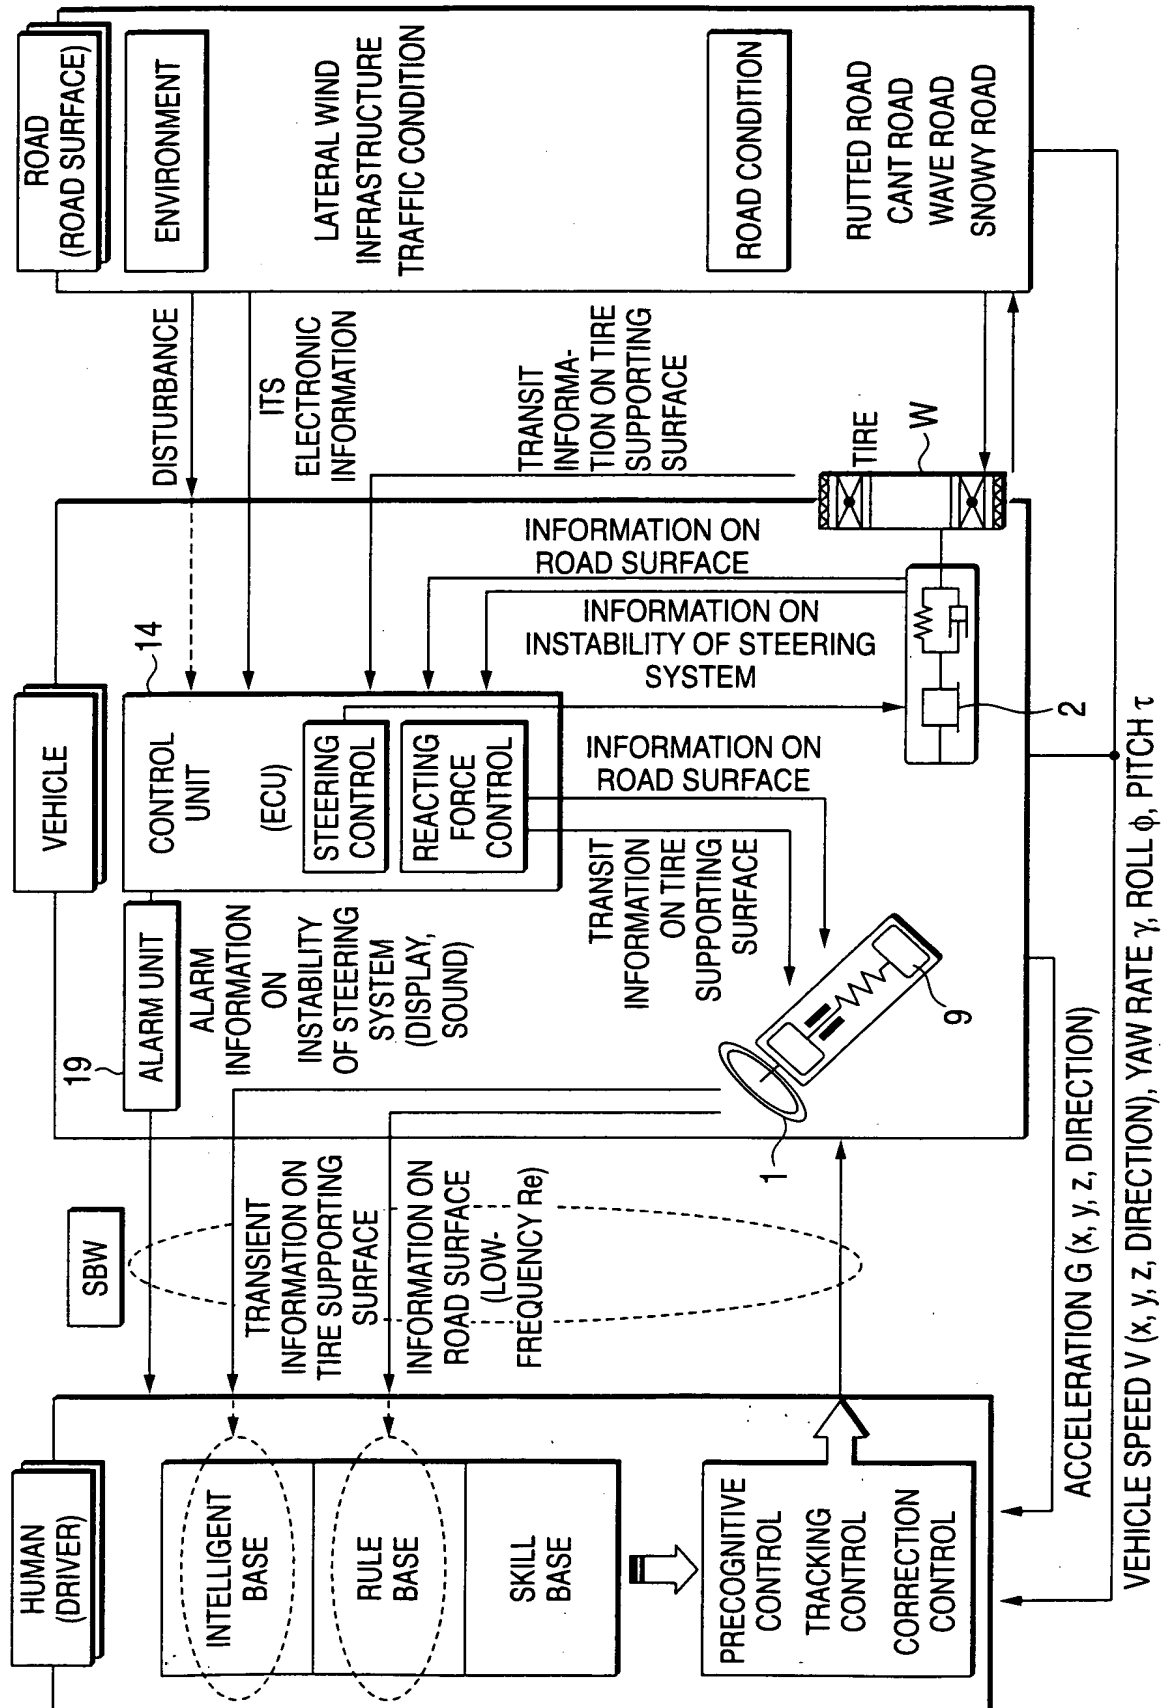 HUMAN
(DRIVER)
INTELLIGENT
BASE
RULE
BASE
SKILL
BASE
PRECOGNITIVE
CONTROL
TRACKING
CONTROL
CORRECTION
CONTROL
SBW
TRANSIENT
INFORMATION ON
TIRE SUPPORTING
SURFACE
INFORMATION ON
ROAD SURFACE
(LOW-
FREQUENCY Re)
VEHICLE
19
ALARM UNIT
ALARM
INFORMATION
ON
INSTABILITY
OF STEERING
SYSTEM
(DISPLAY,
SOUND)
14
CONTROL
UNIT
(ECU)
STEERING
CONTROL
REACTING
FORCE
CONTROL
TRANSIT
INFORMATION
ON TIRE
SUPPORTING
SURFACE
INFORMATION ON
ROAD SURFACE
1
9
INFORMATION ON
ROAD SURFACE
INFORMATION ON
INSTABILITY OF STEERING
SYSTEM
2
TIRE
W
DISTURBANCE
ITS
ELECTRONIC
INFORMATION
TRANSIT
INFORMA-
TION ON TIRE
SUPPORTING
SURFACE
ROAD
(ROAD SURFACE)
ENVIRONMENT
LATERAL WIND
INFRASTRUCTURE
TRAFFIC CONDITION
ROAD CONDITION
RUTTED ROAD
CANT ROAD
WAVE ROAD
SNOWY ROAD
ACCELERATION G (x, y, z, DIRECTION)
VEHICLE SPEED V (x, y, z, DIRECTION), YAW RATE γ, ROLL ϕ, PITCH τ